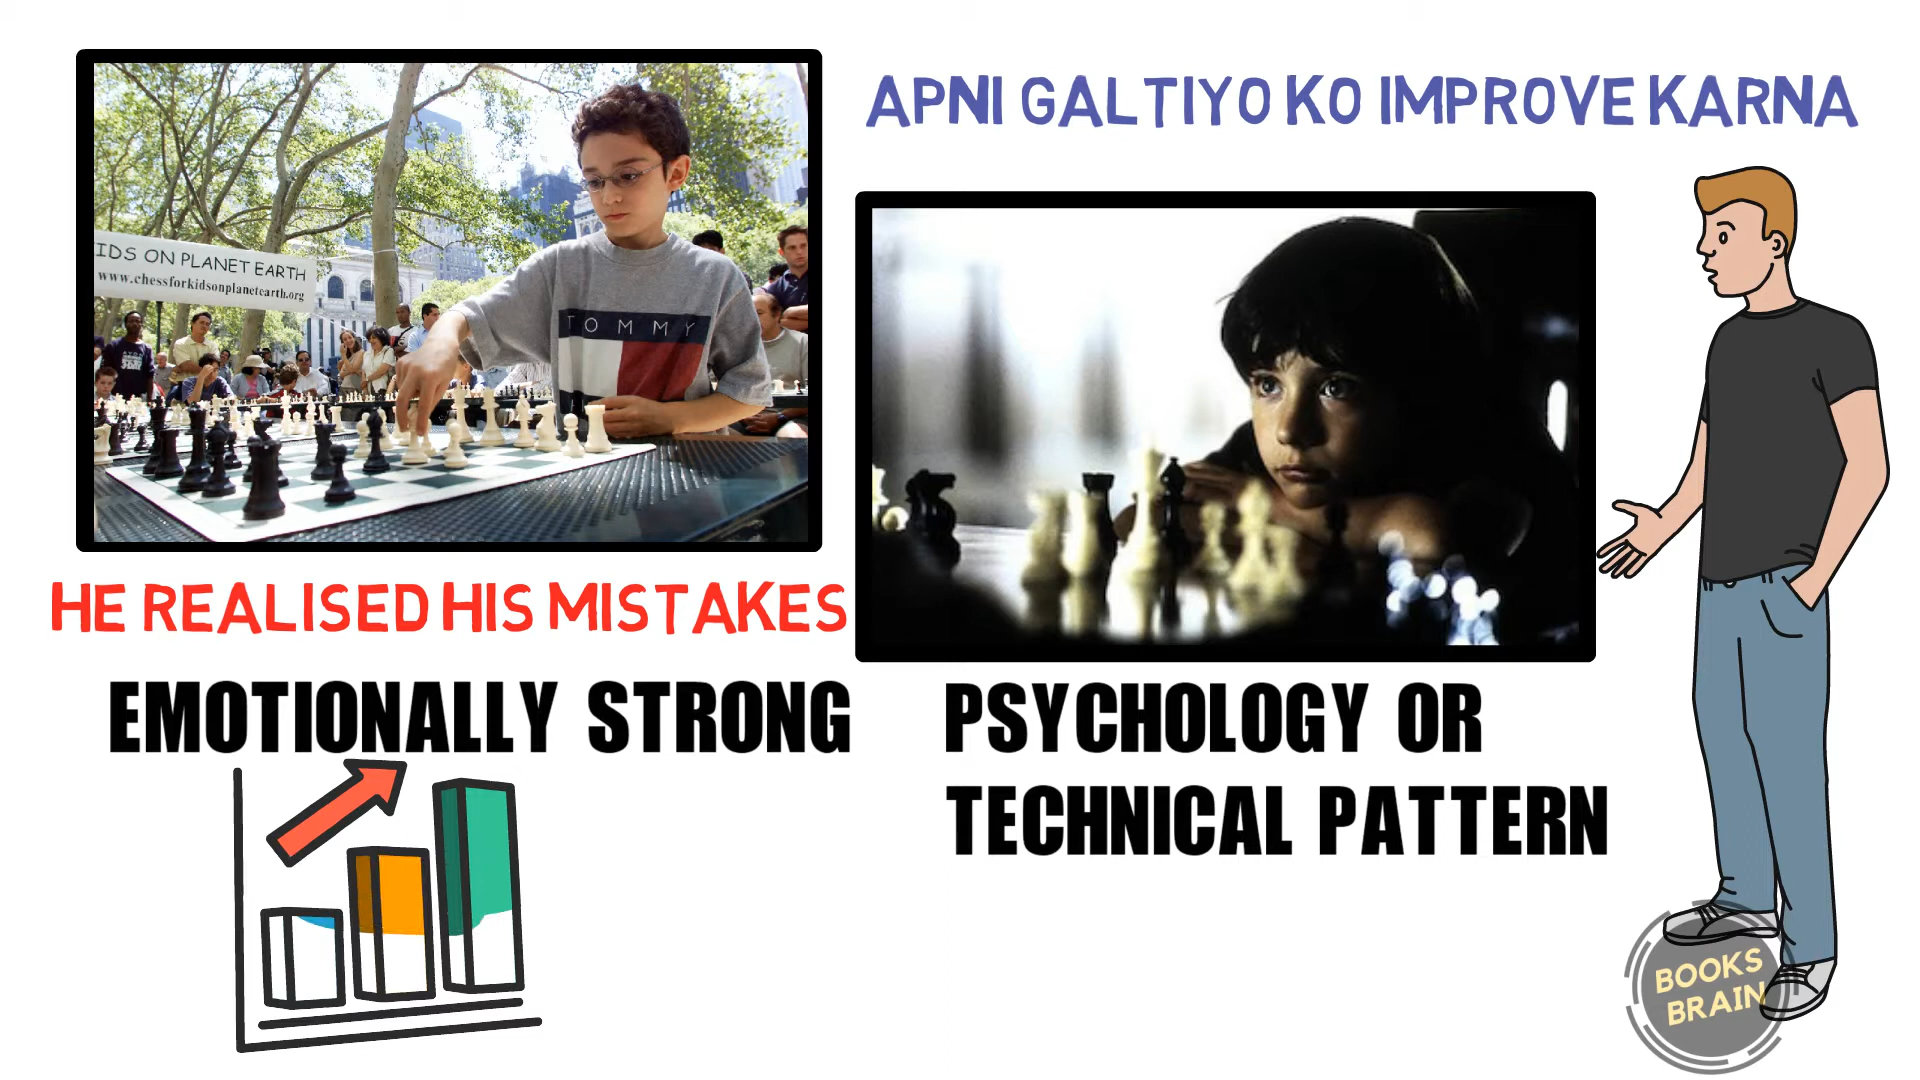 APNI GALTIYO KO IMPROVE KARNA
IDS ON PLANET EARTH
www.chessforkidsonplanetearth.org
TOMMY
HE REALISED HIS MISTAKES
EMOTIONALLY STRONG
PSYCHOLOGY OR
TECHNICAL PATTERN
BOOKS
BRAIN